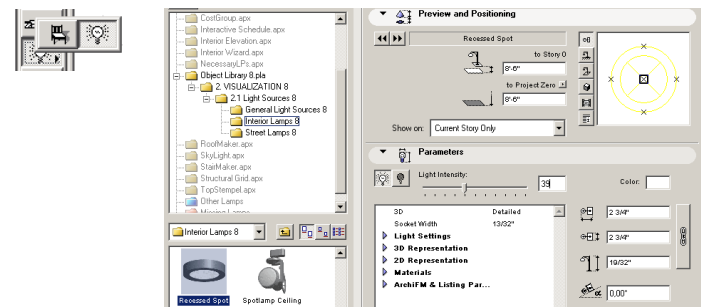 CostGroup.apx
Interactive Schedule.apx
Interior Elevation.apx
Interior Wizard.apx
NecessaryLPs.apx
Object Library 8.pla
2. VISUALIZATION 8
2.1 Light Sources 8
General Light Sources 8
Interior Lamps 8
Street Lamps 8
RoofMaker.apx
SkyLight.apx
StairMaker.apx
Structural Grid.apx
TopStempel.apx
Other Lamps
Missing Lamps
Interior Lamps 8
Recessed Spot
Spotlamp Ceiling
Preview and Positioning
Recessed Spot
to Story 0
8'-6"
to Project Zero
8'-6"
Show on: Current Story Only
Parameters
Light Intensity:
39
Color:
3D Detailed
Socket Width 13/32"
Light Settings
3D Representation
2D Representation
Materials
ArchiFM & Listing Par...
2 3/4"
2 3/4"
19/32"
α 0,00°